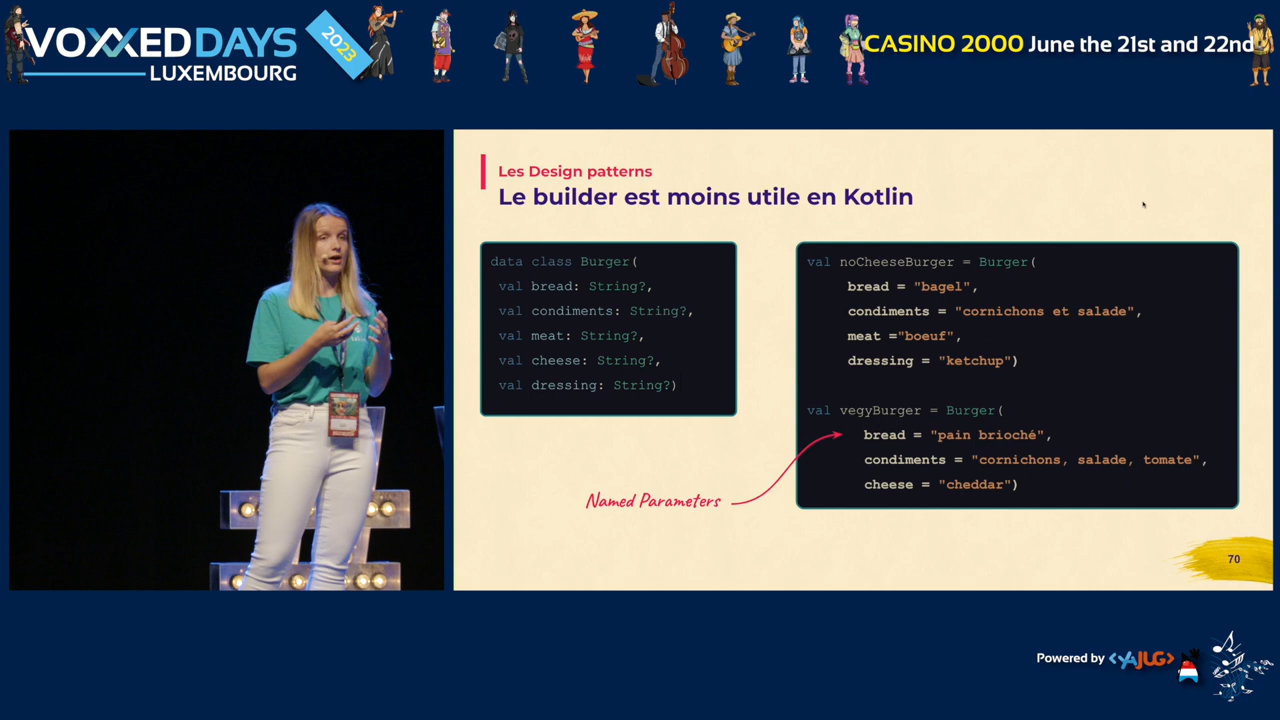 VOXXED DAYS
LUXEMBOURG
2023
CASINO 2000 June the 21st and 22nd
Les Design patterns
Le builder est moins utile en Kotlin
data class Burger(
val bread: String?,
val condiments: String?,
val meat: String?,
val cheese: String?,
val dressing: String?)
val noCheeseBurger = Burger(
bread = "bagel",
condiments = "cornichons et salade",
meat ="boeuf",
dressing = "ketchup")
val vegyBurger = Burger(
bread = "pain brioché",
condiments = "cornichons, salade, tomate",
cheese = "cheddar")
Named Parameters
70
Powered by <YAJUG>